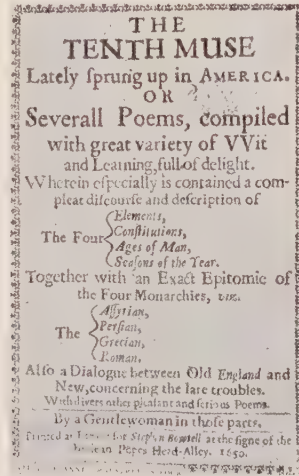 THE
TENTH MUSE
Lately ſprung up in AMERICA.
OR
Severall Poems, compiled
with great variety of VVit
and Learning, full of delight.
Wherein eſpecially is contained a com-
pleat diſcourſe and deſcription of
The Four
Elements,
Conſtitutions,
Ages of Man,
Seaſons of the Year.
Together with an Exact Epitomie of
the Four Monarchies, viz.
The
Aſſyrian,
Perſian,
Grecian,
Roman.
Alſo a Dialogue between Old England and
New, concerning the late troubles.
With divers other pleaſant and ſerious Poems.
By a Gentlewoman in thoſe parts.
Printed at for Stephen Bowtell at the ſigne of the
in Popes Head-Alley. 1650.